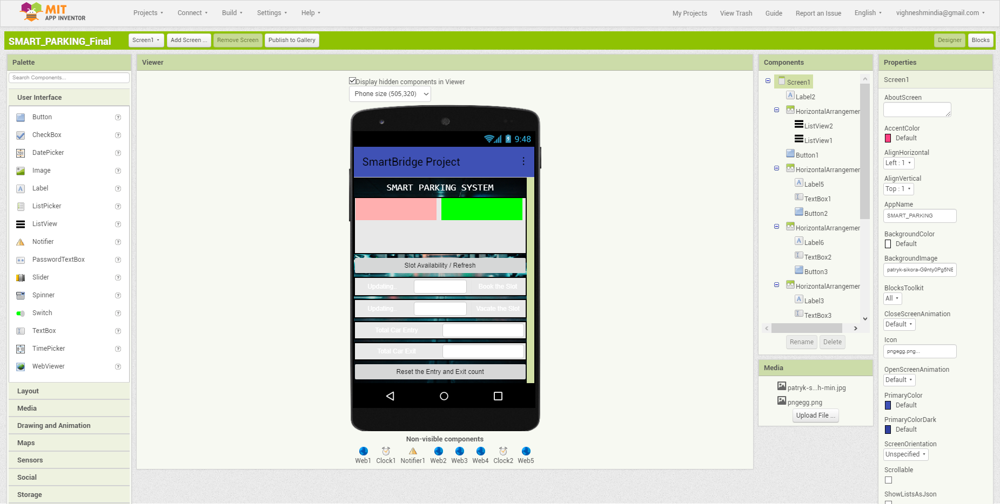 MIT
APP INVENTOR
Projects
Connect
Build
Settings
Help
My Projects
View Trash
Guide
Report an Issue
English
vighneshmindia@gmail.com
SMART_PARKING_Final
Screen1
Add Screen ...
Remove Screen
Publish to Gallery
Designer
Blocks
Palette
Search Components...
User Interface
Button
CheckBox
DatePicker
Image
Label
ListPicker
ListView
Notifier
PasswordTextBox
Slider
Spinner
Switch
TextBox
TimePicker
WebViewer
Layout
Media
Drawing and Animation
Maps
Sensors
Social
Storage
Viewer
Display hidden components in Viewer
Phone size (505,320)
9:48
SmartBridge Project
SMART PARKING SYSTEM
Slot Availability / Refresh
Updating.. Book the Slot
Updating.. Vacate the Slot
Total Car Entry
Total Car Exit
Reset the Entry and Exit count
Non-visible components
Web1 Clock1 Notifier1 Web2 Web3 Web4 Clock2 Web5
Components
Screen1
Label2
HorizontalArrangemer
ListView2
ListView1
Button1
HorizontalArrangemer
Label5
TextBox1
Button2
HorizontalArrangemer
Label6
TextBox2
Button3
HorizontalArrangemer
Label3
TextBox3
Rename
Delete
Media
patryk-s...h-min.jpg
pngegg.png
Upload File ...
Properties
Screen1
AboutScreen
AccentColor
Default
AlignHorizontal
Left : 1
AlignVertical
Top : 1
AppName
SMART_PARKING
BackgroundColor
Default
BackgroundImage
patryk-sikora-G9nty0Pg5NE
BlocksToolkit
All
CloseScreenAnimation
Default
Icon
pngegg.png...
OpenScreenAnimation
Default
PrimaryColor
Default
PrimaryColorDark
Default
ScreenOrientation
Unspecified
Scrollable
ShowListsAsJson